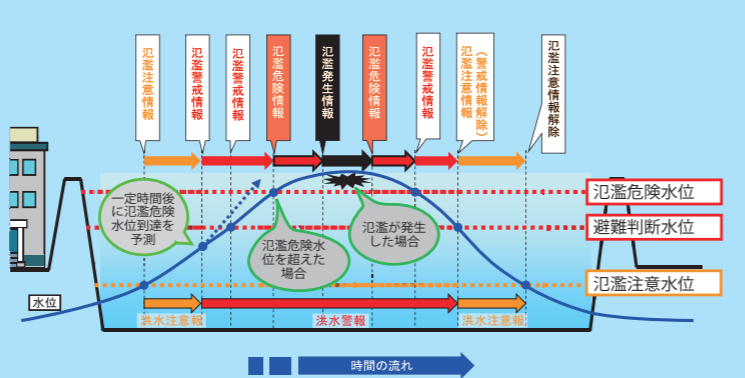 氾濫注意情報
氾濫警戒情報
氾濫警戒情報
氾濫危険情報
氾濫発生情報
氾濫危険情報
氾濫警戒情報
氾濫注意情報
（警戒情報解除）
氾濫注意情報解除
一定時間後
に氾濫危険
水位到達を
予測
氾濫危険水
位を超えた
場合
氾濫が発生
した場合
氾濫危険水位
避難判断水位
氾濫注意水位
水位
洪水注意報
洪水警報
洪水注意報
時間の流れ